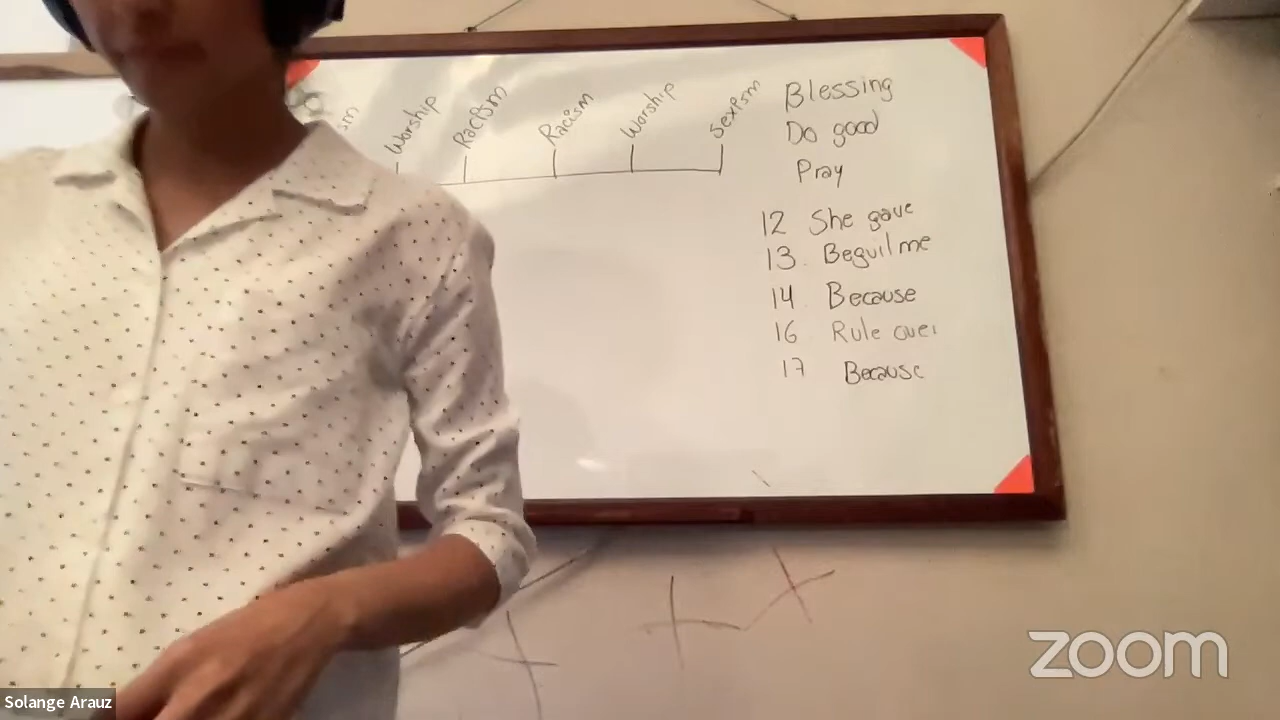 Worship
Racism
Racism
Worship
Sexism
Blessing
Do good
Pray
12 She gave
13. Beguil me
14. Because
16 Rule over
17 Because
Solange Arauz
zoom